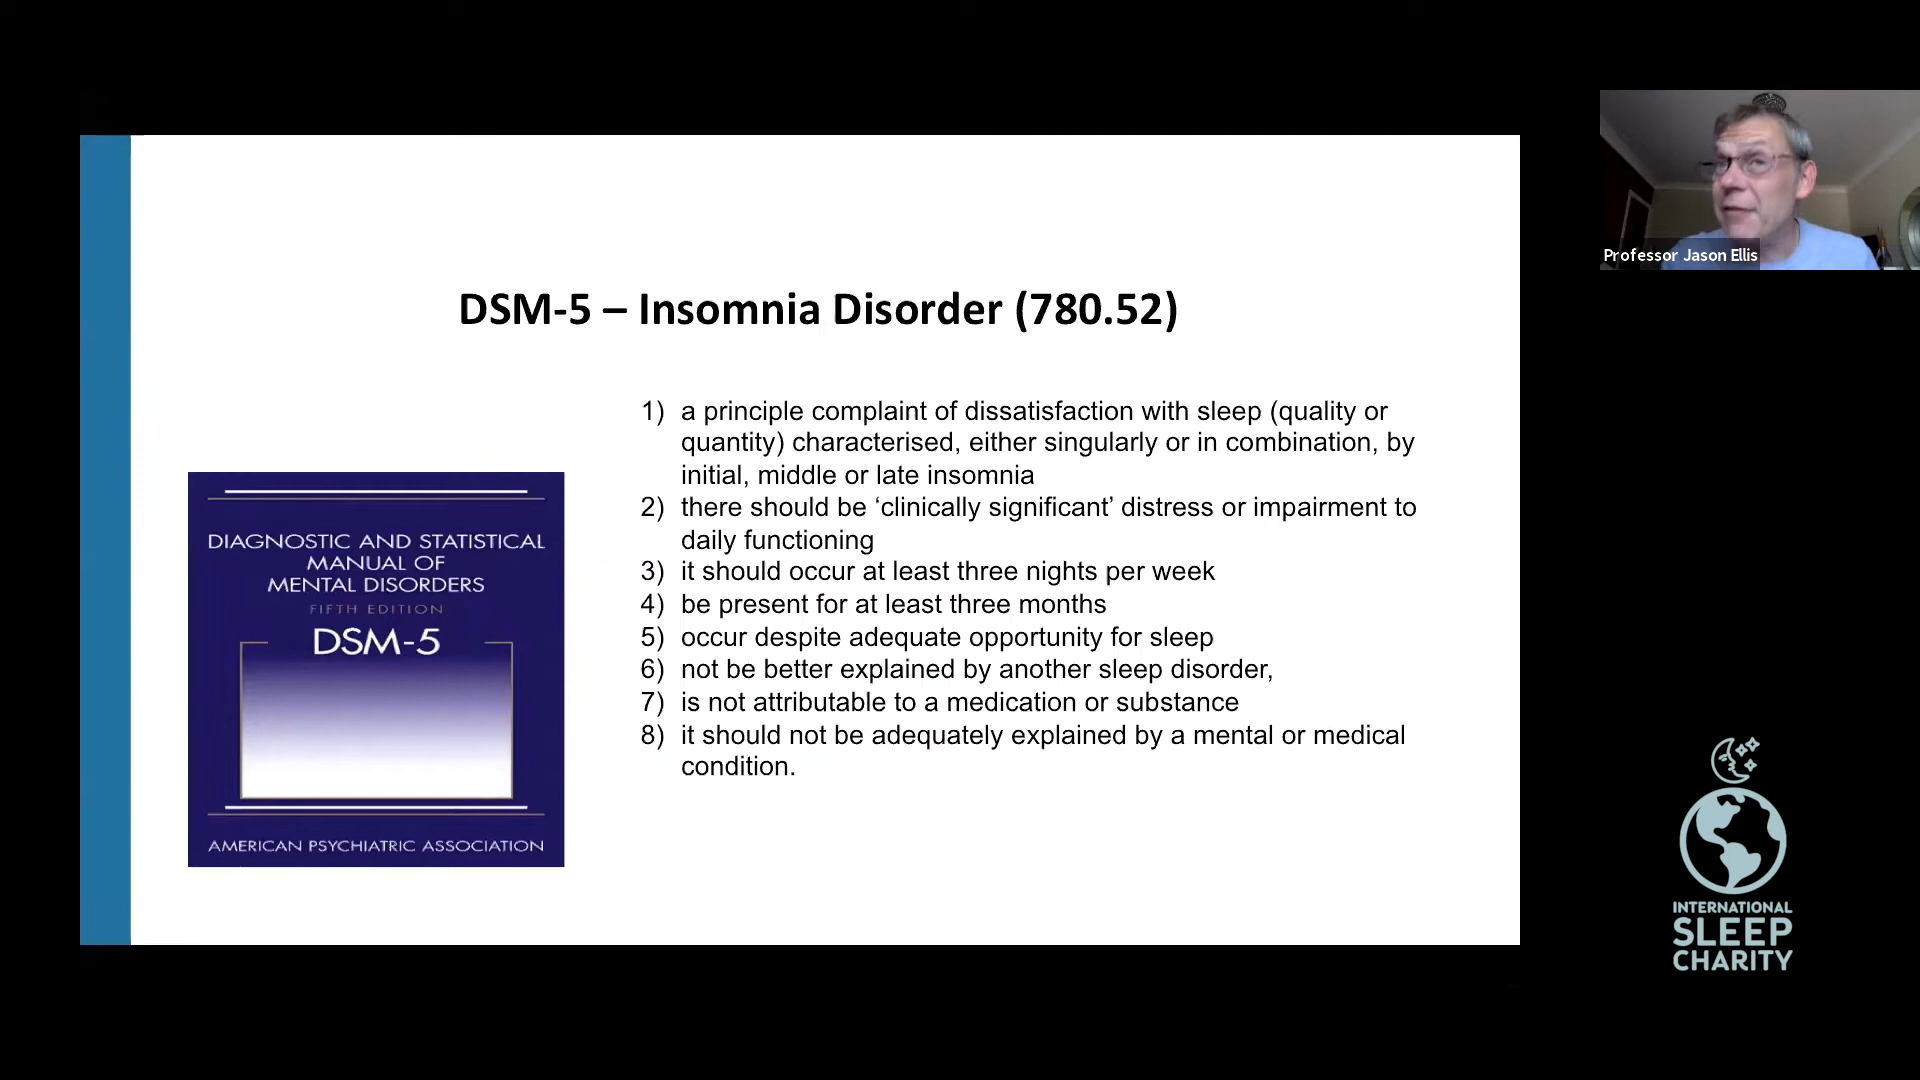 DSM-5 – Insomnia Disorder (780.52)
1) a principle complaint of dissatisfaction with sleep (quality or
quantity) characterised, either singularly or in combination, by
initial, middle or late insomnia
2) there should be ‘clinically significant’ distress or impairment to
daily functioning
3) it should occur at least three nights per week
4) be present for at least three months
5) occur despite adequate opportunity for sleep
6) not be better explained by another sleep disorder,
7) is not attributable to a medication or substance
8) it should not be adequately explained by a mental or medical
condition.
DIAGNOSTIC AND STATISTICAL
MANUAL OF
MENTAL DISORDERS
FIFTH EDITION
DSM-5
AMERICAN PSYCHIATRIC ASSOCIATION
Professor Jason Ellis
INTERNATIONAL
SLEEP
CHARITY